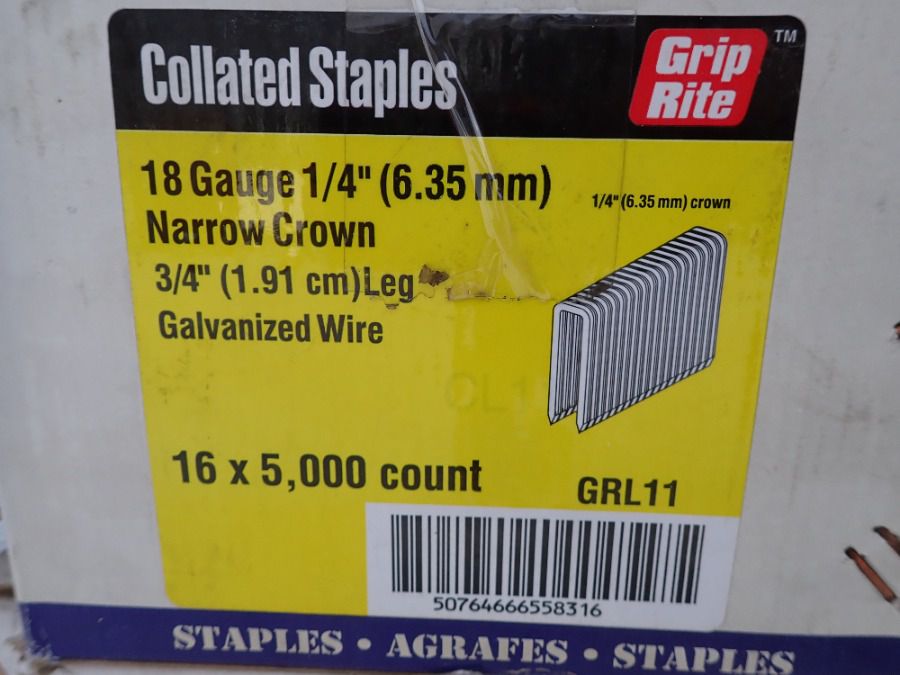 Collated Staples
Grip
Rite
TM
18 Gauge 1/4" (6.35 mm)
1/4" (6.35 mm) crown
Narrow Crown
3/4" (1.91 cm) Leg
Galvanized Wire
16 x 5,000 count
GRL11
50764666558316
STAPLES • AGRAFES • STAPLES